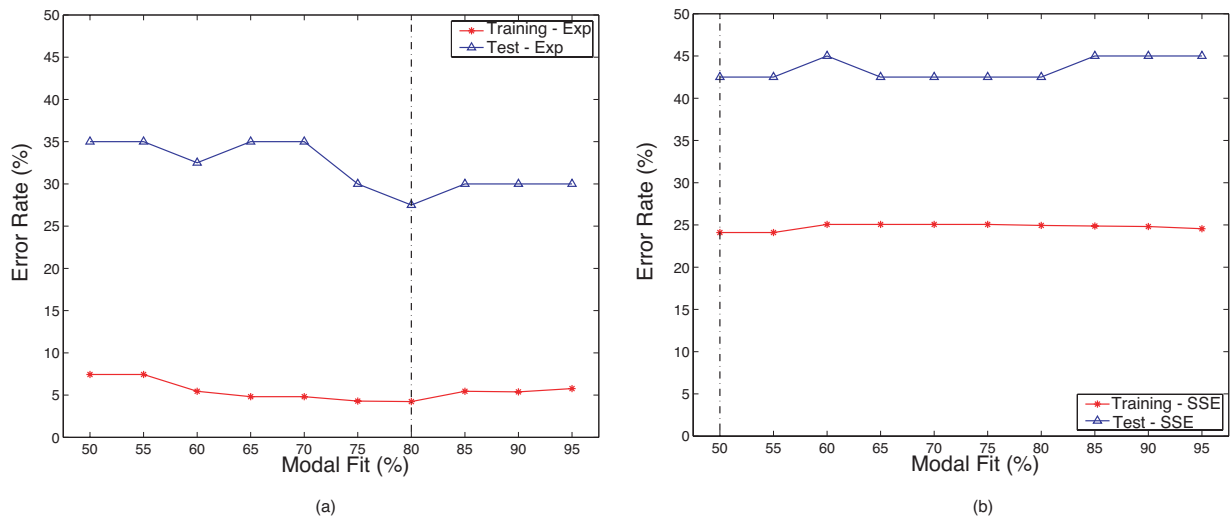 50
45
40
35
30
25
20
15
10
5
0
Error Rate (%)
Training - Exp
Test - Exp
50 55 60 65 70 75 80 85 90 95
Modal Fit (%)
(a)
50
45
40
35
30
25
20
15
10
5
0
Error Rate (%)
Training - SSE
Test - SSE
50 55 60 65 70 75 80 85 90 95
Modal Fit (%)
(b)